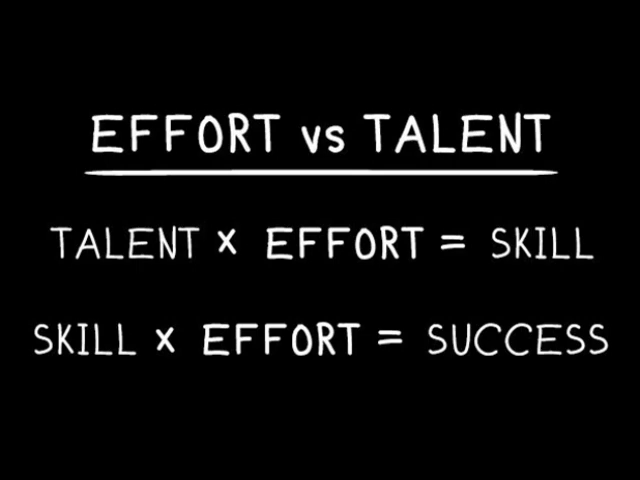 EFFORT vs TALENT
TALENT x EFFORT = SKILL
SKILL x EFFORT = SUCCESS